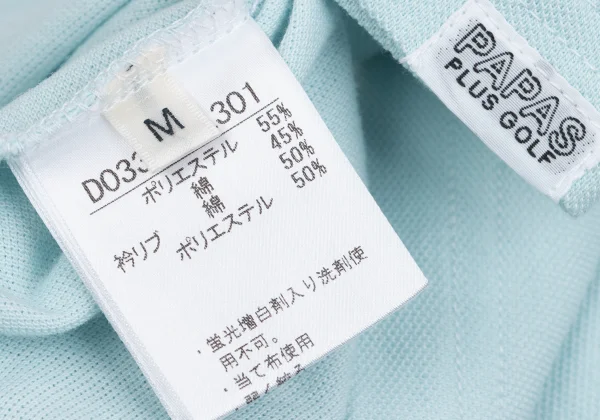 M
D033
301
ポリエステル 55%
綿 45%
綿 50%
衿リブ ポリエステル 50%
・蛍光増白剤入り洗剤使
用不可。
・当て布使用
PAPAS
PLUS GOLF